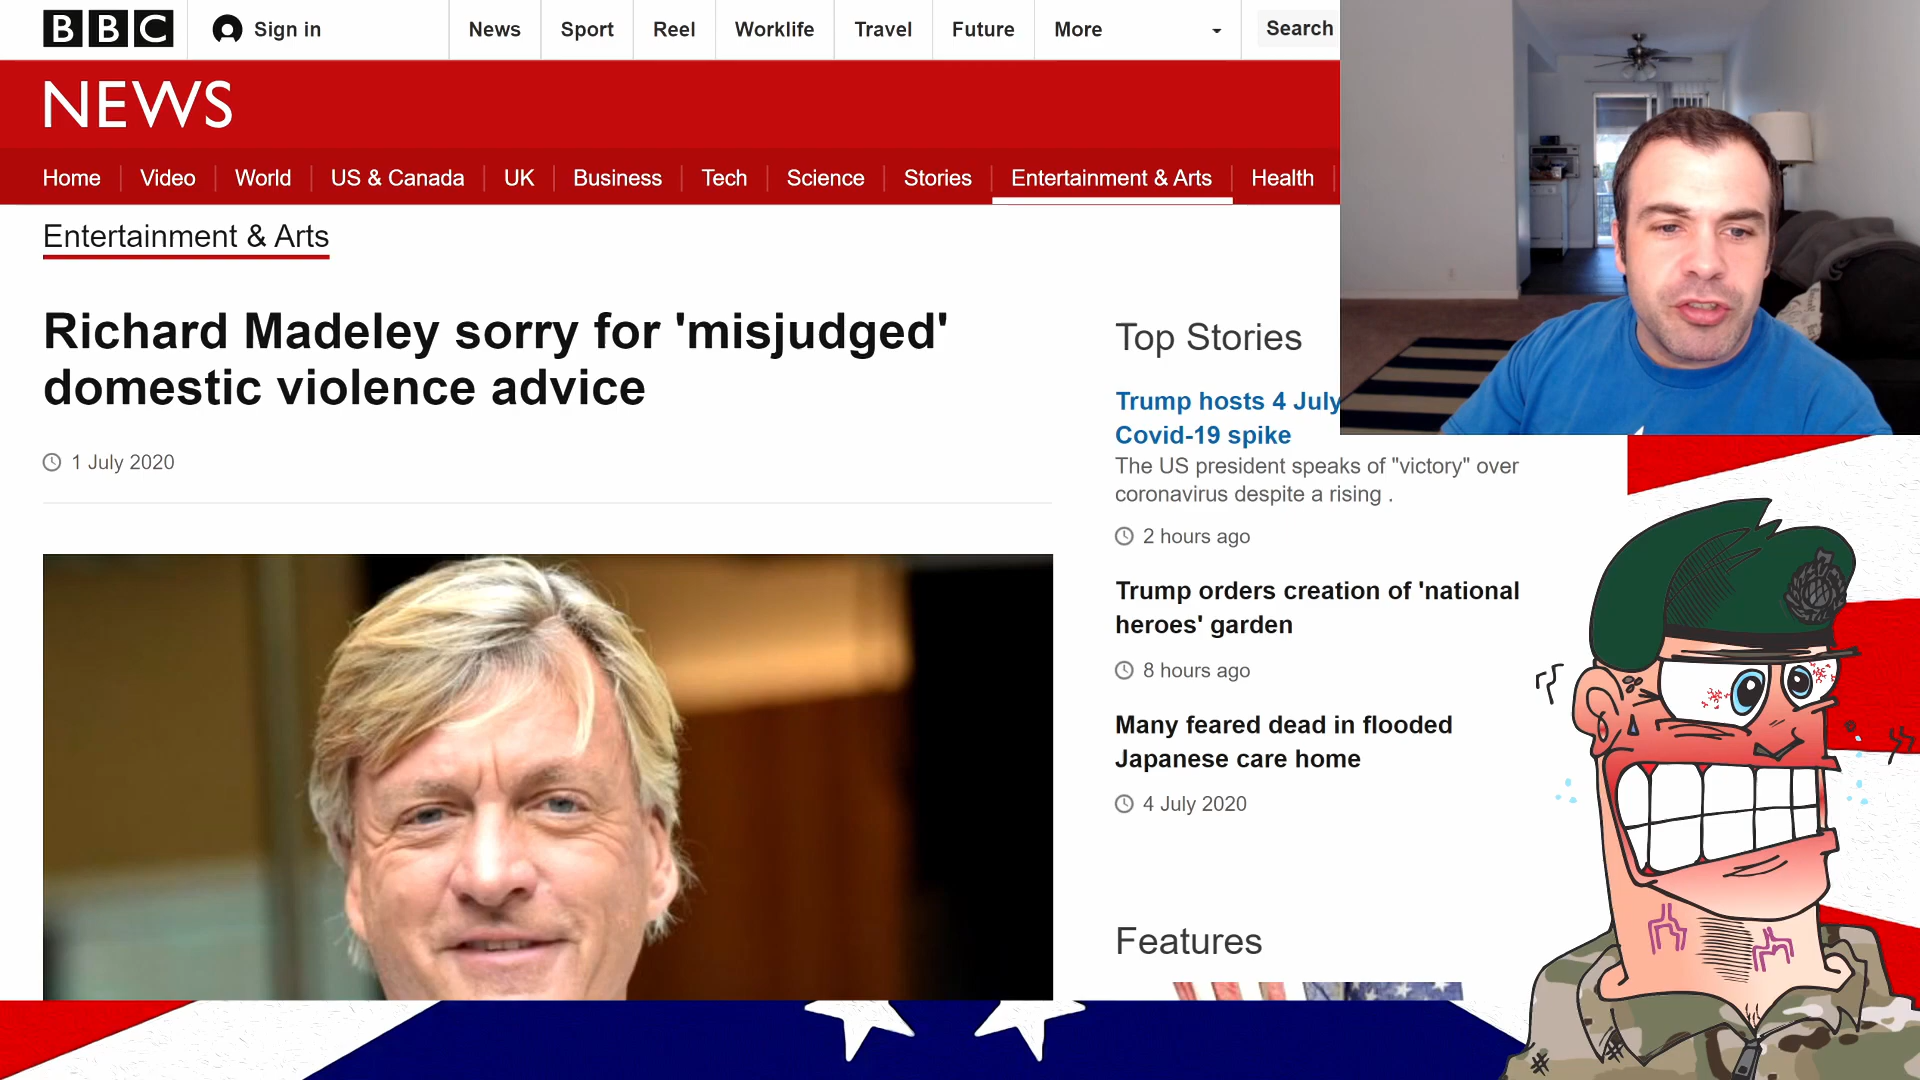 BBC Sign in News Sport Reel Worklife Travel Future More Search
NEWS
Home Video World US & Canada UK Business Tech Science Stories Entertainment & Arts Health
Entertainment & Arts
Richard Madeley sorry for 'misjudged'
domestic violence advice
1 July 2020
Top Stories
Trump hosts 4 July
Covid-19 spike
The US president speaks of "victory" over
coronavirus despite a rising .
2 hours ago
Trump orders creation of 'national
heroes' garden
8 hours ago
Many feared dead in flooded
Japanese care home
4 July 2020
Features